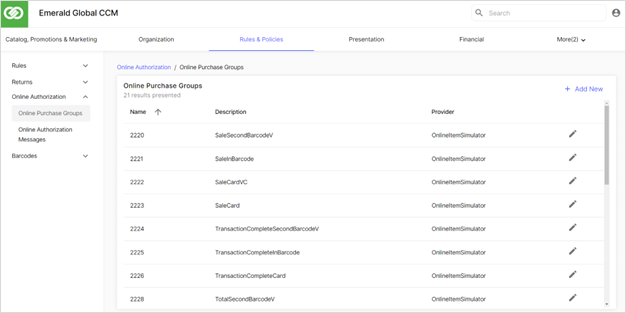 Emerald Global CCM
Search
Catalog, Promotions & Marketing Organization Rules & Policies Presentation Financial More(2)
Rules
Returns
Online Authorization
Online Purchase Groups
Online Authorization
Messages
Barcodes
Online Authorization / Online Purchase Groups
Online Purchase Groups
21 results presented
+ Add New
Name Description Provider
2220 SaleSecondBarcodeV OnlineItemSimulator
2221 SaleInBarcode OnlineItemSimulator
2222 SaleCardVC OnlineItemSimulator
2223 SaleCard OnlineItemSimulator
2224 TransactionCompleteSecondBarcodeV OnlineItemSimulator
2225 TransactionCompleteInBarcode OnlineItemSimulator
2226 TransactionCompleteCard OnlineItemSimulator
2228 TotalSecondBarcodeV OnlineItemSimulator